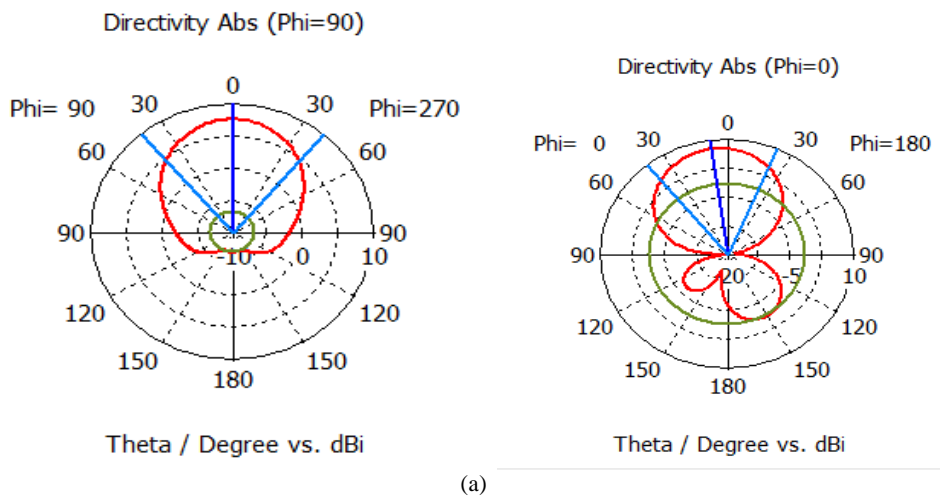 Directivity Abs (Phi=90)
0
Phi= 90 30 30 Phi=270
60 60
90 -10 0 10 90
120 120
150 150
180
Theta / Degree vs. dBi
Directivity Abs (Phi=0)
0
Phi= 0 30 30 Phi=180
60 60
90 90
-20 -5 10
120 120
150 150
180
Theta / Degree vs. dBi
(a)